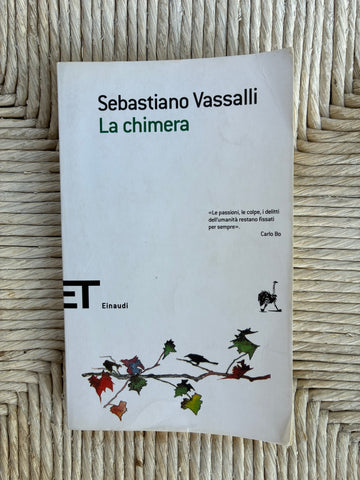 Sebastiano Vassalli
La chimera
«Le passioni, le colpe, i delitti
dell'umanità restano fissati
per sempre».
Carlo Bo
ET
Einaudi